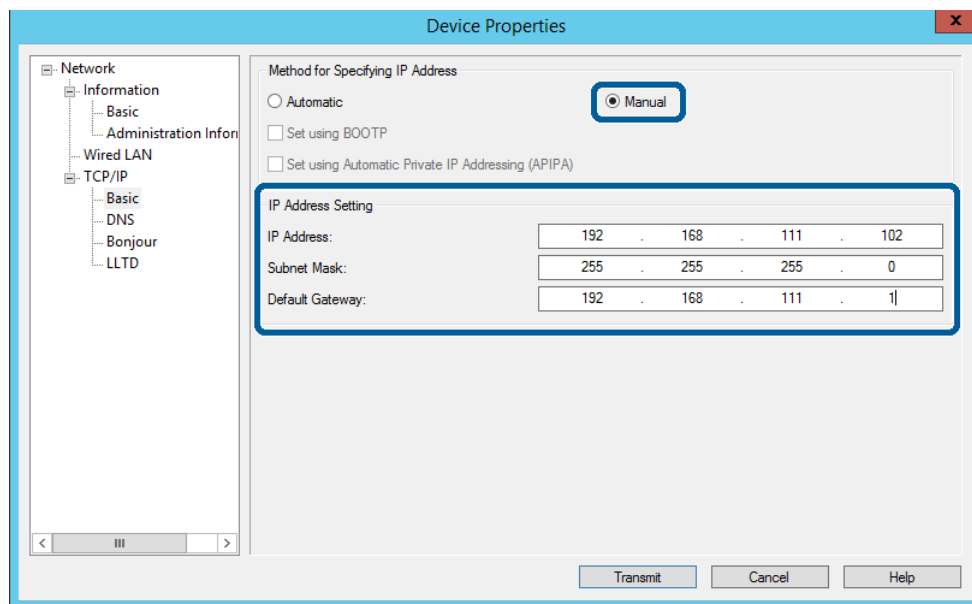 Device Properties
x
Network
Information
Basic
Administration Infor
Wired LAN
TCP/IP
Basic
DNS
Bonjour
LLTD
Method for Specifying IP Address
Automatic
Manual
Set using BOOTP
Set using Automatic Private IP Addressing (APIPA)
IP Address Setting
IP Address: 192 . 168 . 111 . 102
Subnet Mask: 255 . 255 . 255 . 0
Default Gateway: 192 . 168 . 111 . 1
Transmit Cancel Help